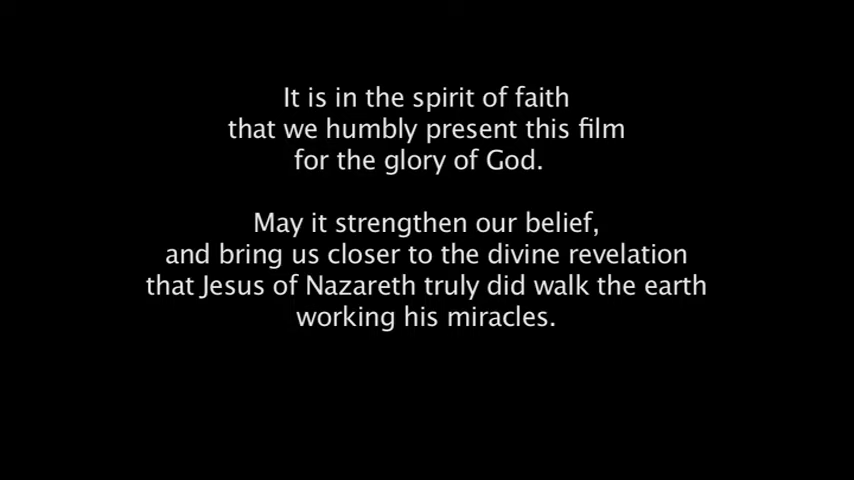 It is in the spirit of faith
that we humbly present this film
for the glory of God.
May it strengthen our belief,
and bring us closer to the divine revelation
that Jesus of Nazareth truly did walk the earth
working his miracles.